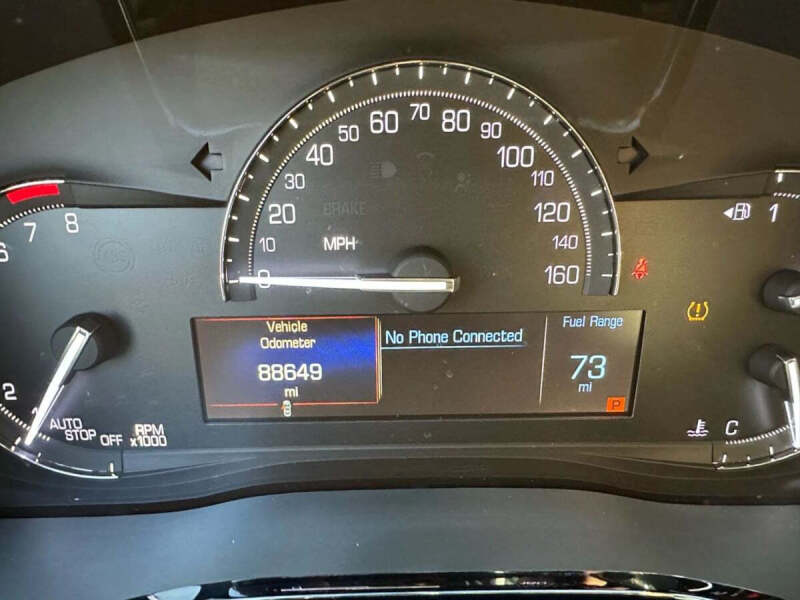 10
20
30
40
50
60
70
80
90
100
110
120
140
160
0
MPH
BRAKE
6
7
8
2
1
AUTO
STOP
OFF
RPM
x1000
Vehicle
Odometer
88649
mi
No Phone Connected
Fuel Range
73
mi
P
1
C